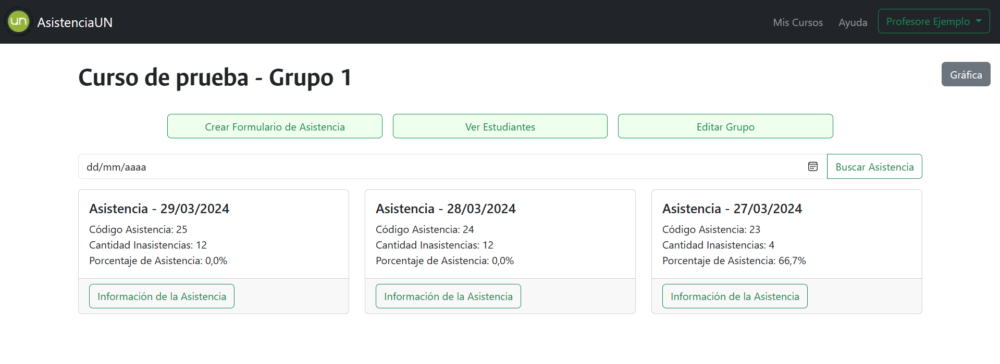 un
AsistenciaUN
Mis Cursos
Ayuda
Profesore Ejemplo
Curso de prueba - Grupo 1
Gráfica
Crear Formulario de Asistencia
Ver Estudiantes
Editar Grupo
dd/mm/aaaa
Buscar Asistencia
Asistencia - 29/03/2024
Código Asistencia: 25
Cantidad Inasistencias: 12
Porcentaje de Asistencia: 0,0%
Información de la Asistencia
Asistencia - 28/03/2024
Código Asistencia: 24
Cantidad Inasistencias: 12
Porcentaje de Asistencia: 0,0%
Información de la Asistencia
Asistencia - 27/03/2024
Código Asistencia: 23
Cantidad Inasistencias: 4
Porcentaje de Asistencia: 66,7%
Información de la Asistencia